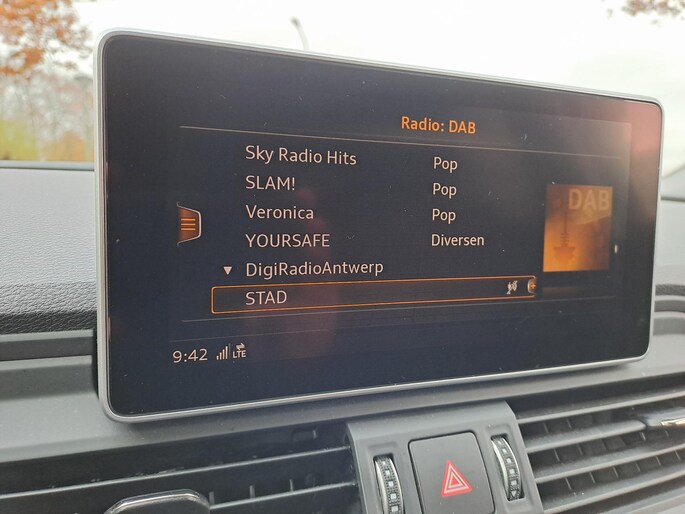 Radio: DAB
Sky Radio Hits Pop
SLAM! Pop
Veronica Pop
YOURSAFE Diversen
DAB
▼ DigiRadioAntwerp
STAD
9:42 LTE